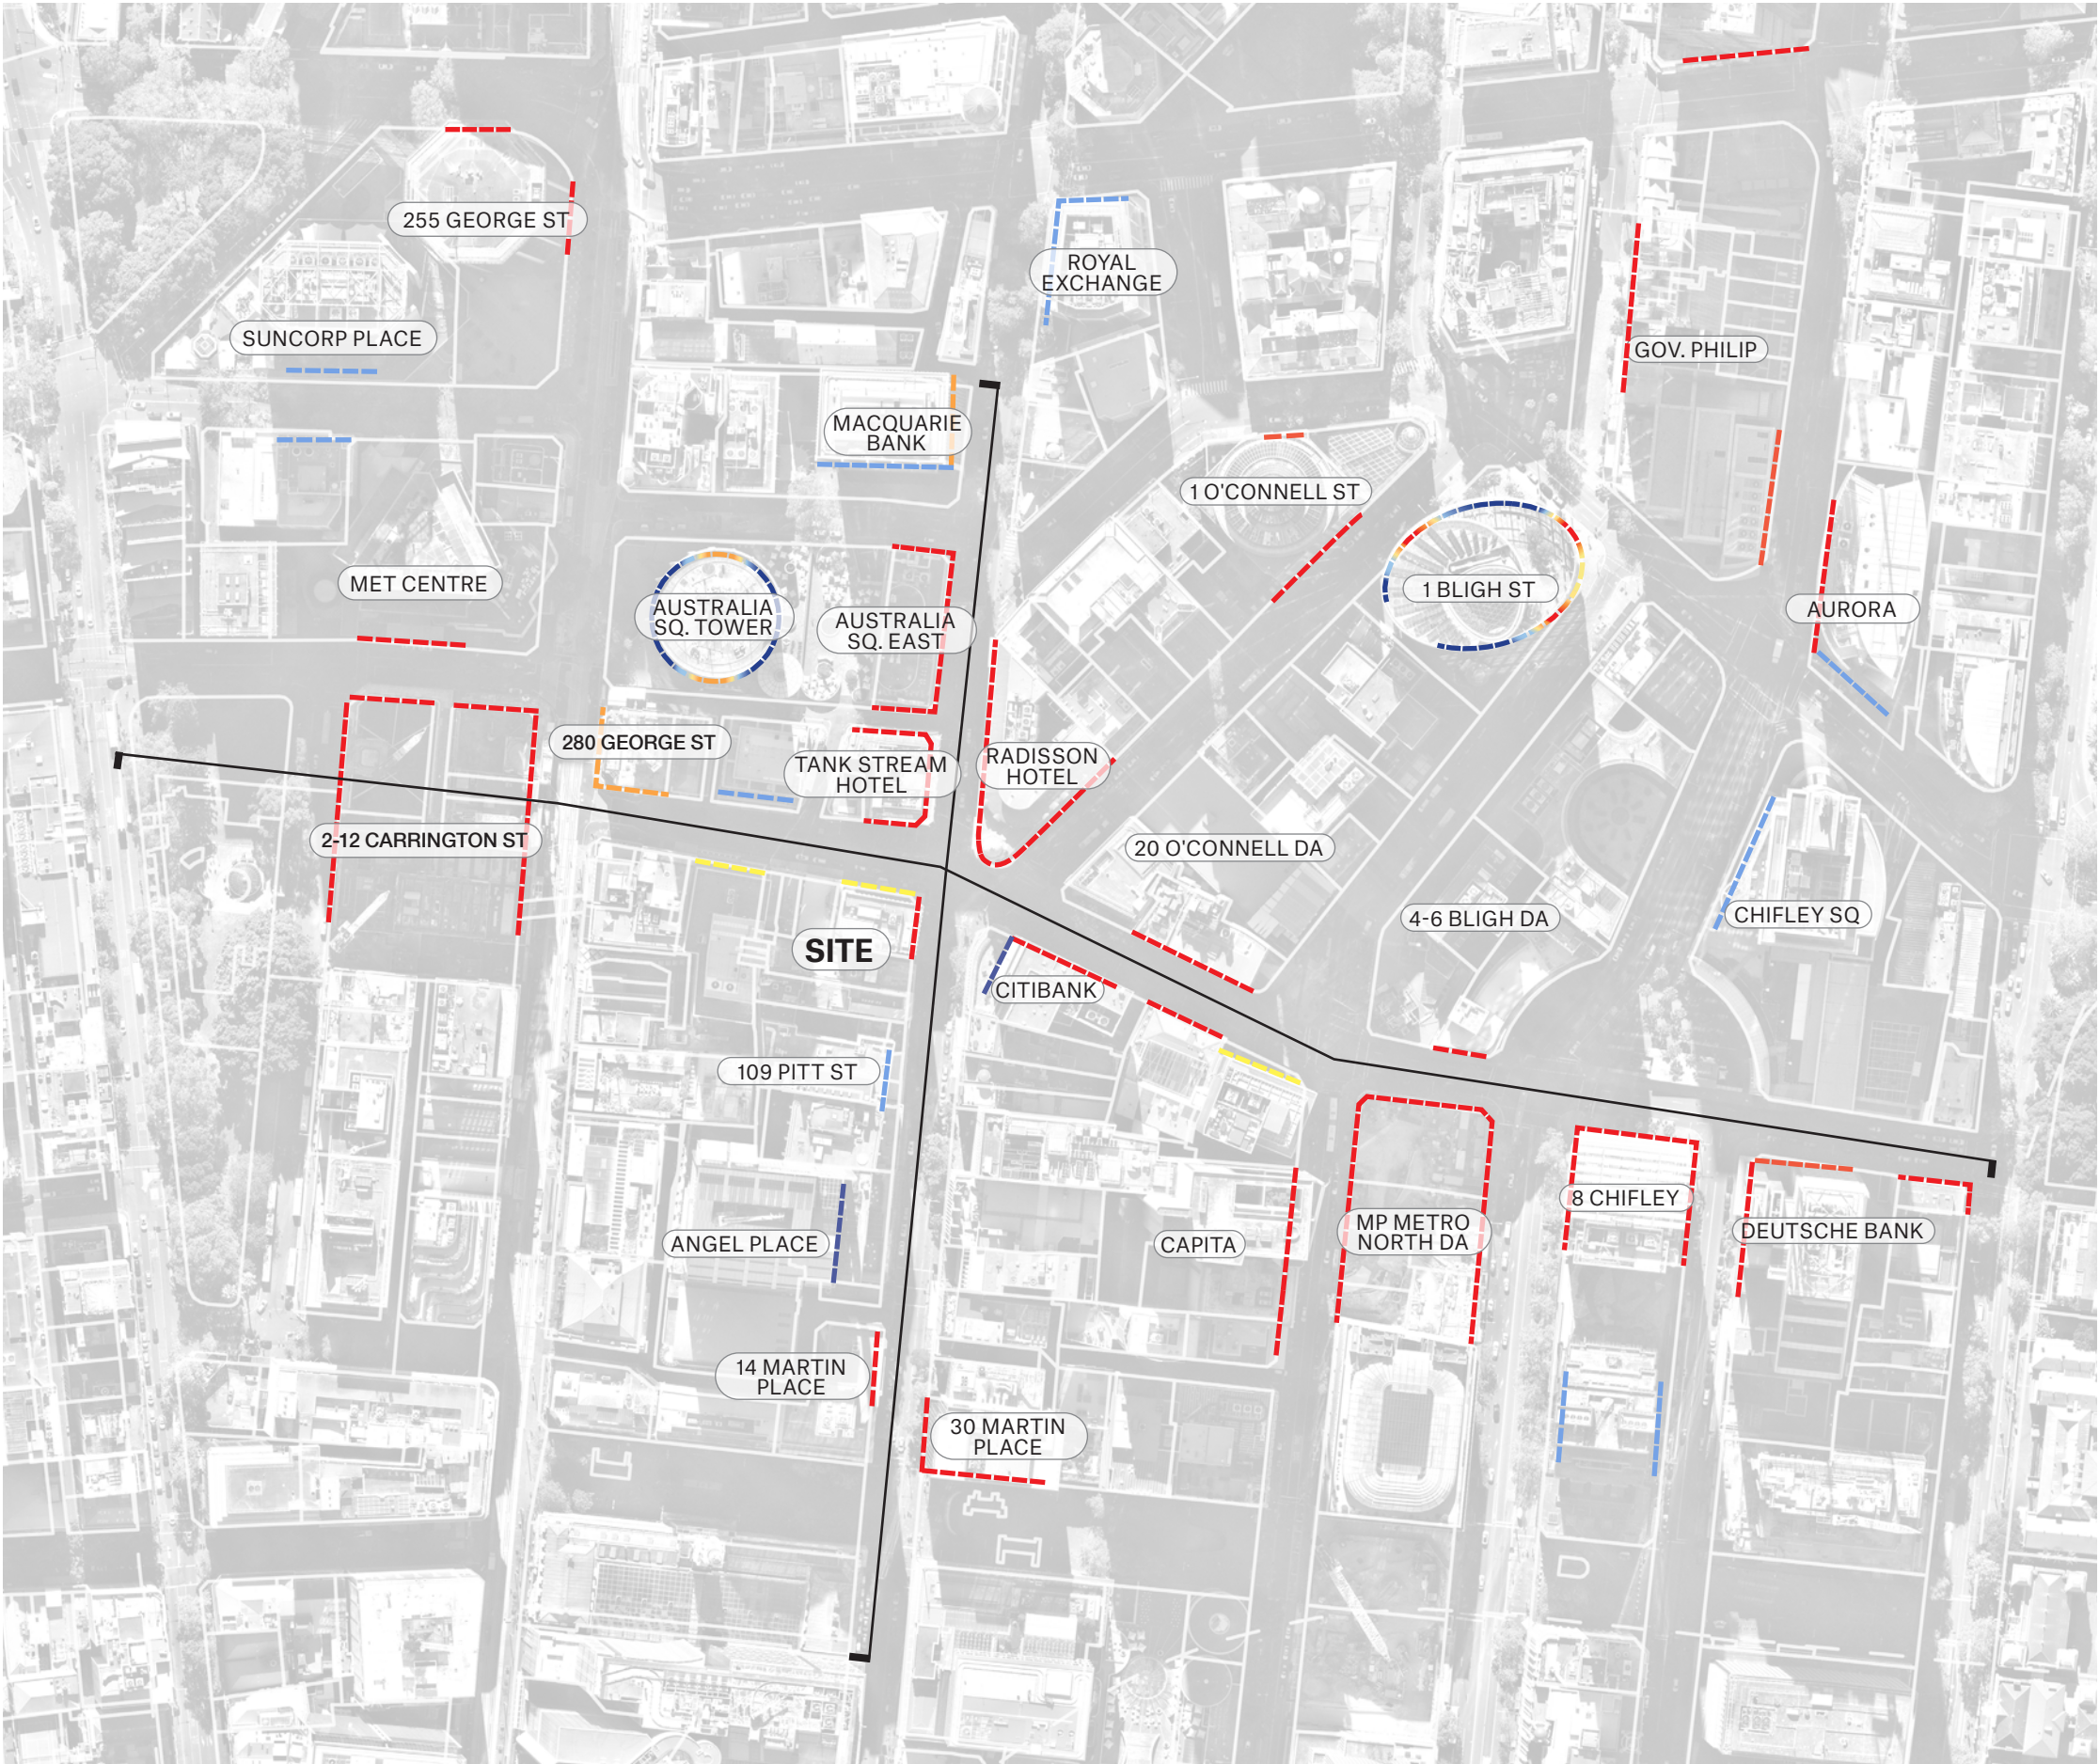 255 GEORGE ST
ROYAL
EXCHANGE
SUNCORP PLACE
GOV. PHILIP
MACQUARIE
BANK
1 O'CONNELL ST
MET CENTRE
1 BLIGH ST
AUSTRALIA
SQ. TOWER
AUSTRALIA
SQ. EAST
AURORA
280 GEORGE ST
TANK STREAM
HOTEL
RADISSON
HOTEL
2-12 CARRINGTON ST
20 O'CONNELL DA
4-6 BLIGH DA
CHIFLEY SQ
SITE
CITIBANK
109 PITT ST
8 CHIFLEY
MP METRO
NORTH DA
DEUTSCHE BANK
ANGEL PLACE
CAPITA
14 MARTIN
PLACE
30 MARTIN
PLACE